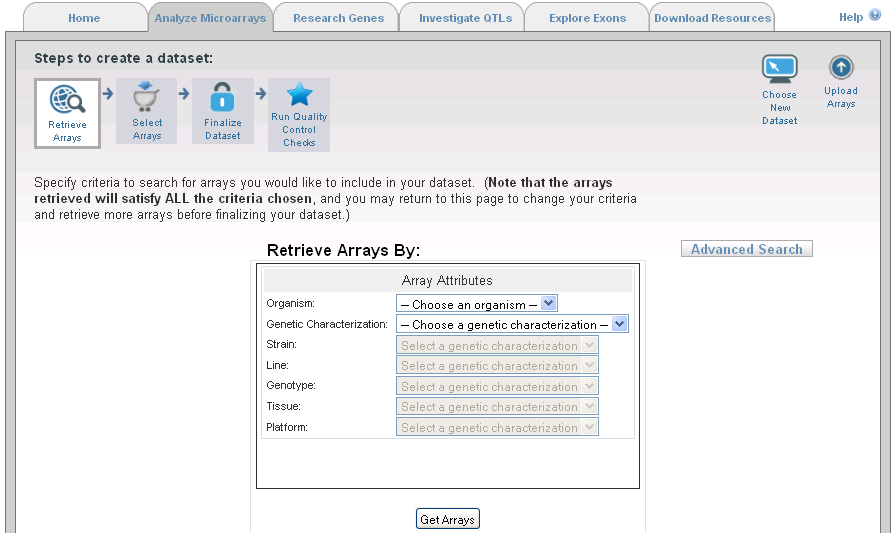 Home
Analyze Microarrays
Research Genes
Investigate QTLs
Explore Exons
Download Resources
Help
Steps to create a dataset:
Retrieve
Arrays
Select
Arrays
Finalize
Dataset
Run Quality
Control
Checks
Choose
New
Dataset
Upload
Arrays
Specify criteria to search for arrays you would like to include in your dataset. (Note that the arrays
retrieved will satisfy ALL the criteria chosen, and you may return to this page to change your criteria
and retrieve more arrays before finalizing your dataset.)
Retrieve Arrays By:
Advanced Search
Array Attributes
Organism: -- Choose an organism --
Genetic Characterization: -- Choose a genetic characterization --
Strain: Select a genetic characterization
Line: Select a genetic characterization
Genotype: Select a genetic characterization
Tissue: Select a genetic characterization
Platform: Select a genetic characterization
Get Arrays